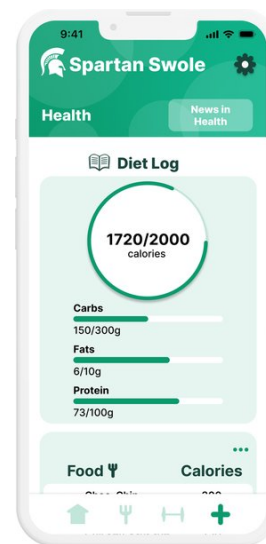 9:41
Spartan Swole
Health
News in
Health
Diet Log
1720/2000
calories
Carbs
150/300g
Fats
6/10g
Protein
73/100g
Food Calories